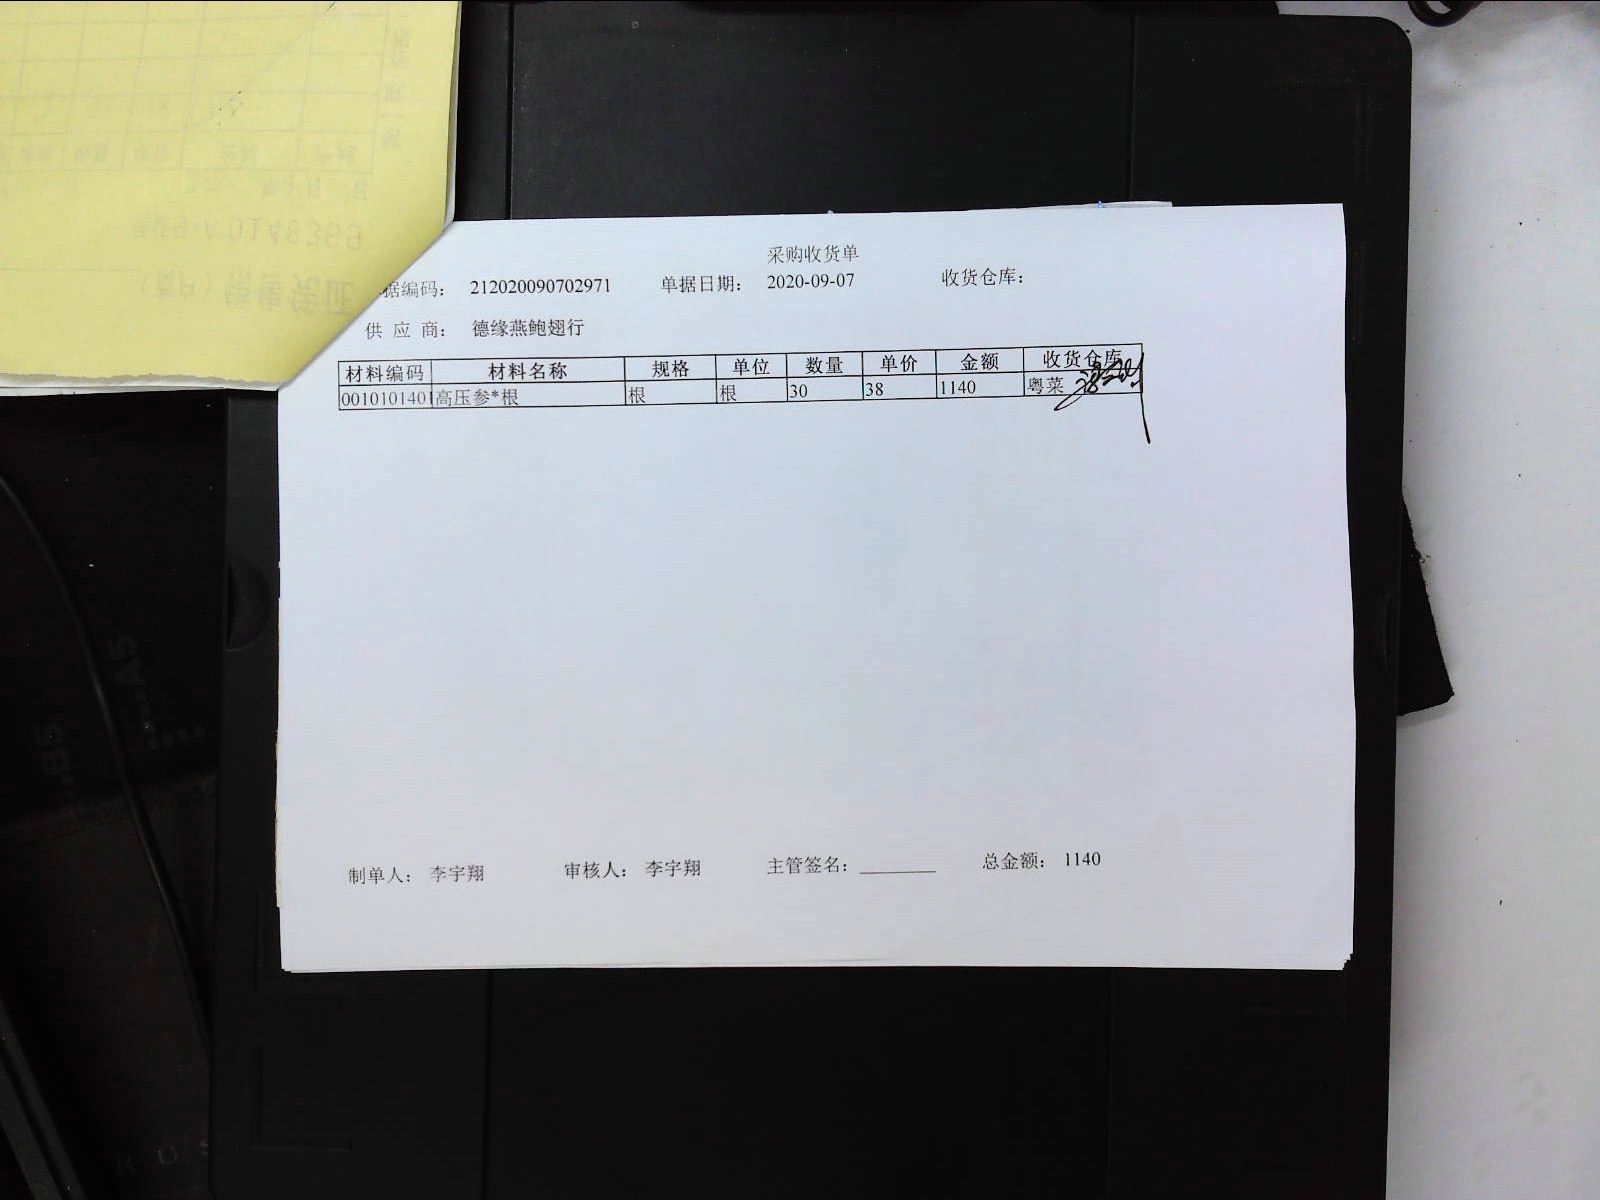 采购收货单
据编码： 212020090702971 单据日期： 2020-09-07 收货仓库：
供应商： 德缘燕鲍翅行
材料编码 材料名称 规格 单位 数量 单价 金额 收货仓库
0010101401 高压参*根 根 根 30 38 1140 粤菜
制单人： 李宇翔 审核人： 李宇翔 主管签名： 总金额： 1140